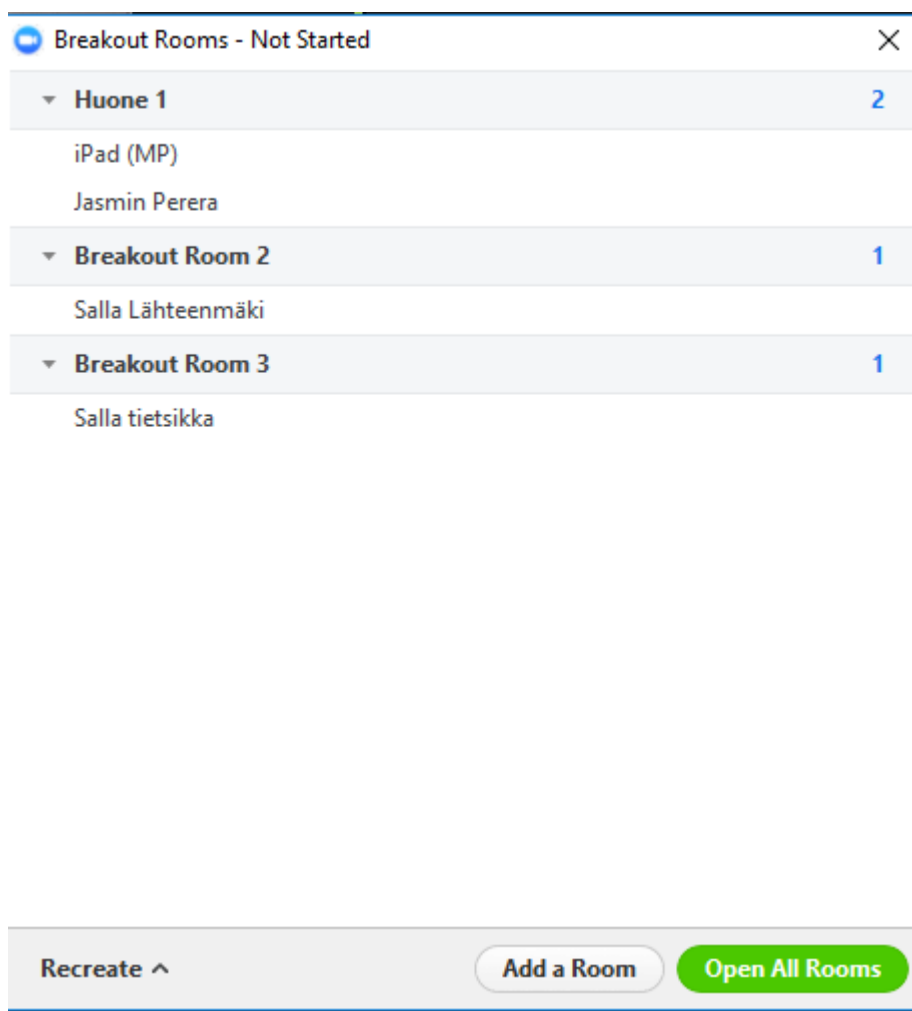 Breakout Rooms - Not Started
Huone 1 2
iPad (MP)
Jasmin Perera
Breakout Room 2 1
Salla Lähteenmäki
Breakout Room 3 1
Salla tietsikka
Recreate Add a Room Open All Rooms